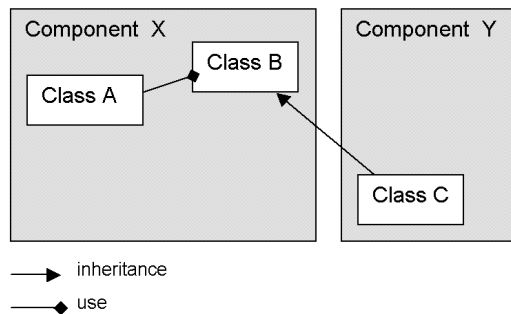 Component X
Component Y
Class B
Class A
Class C
inheritance
use